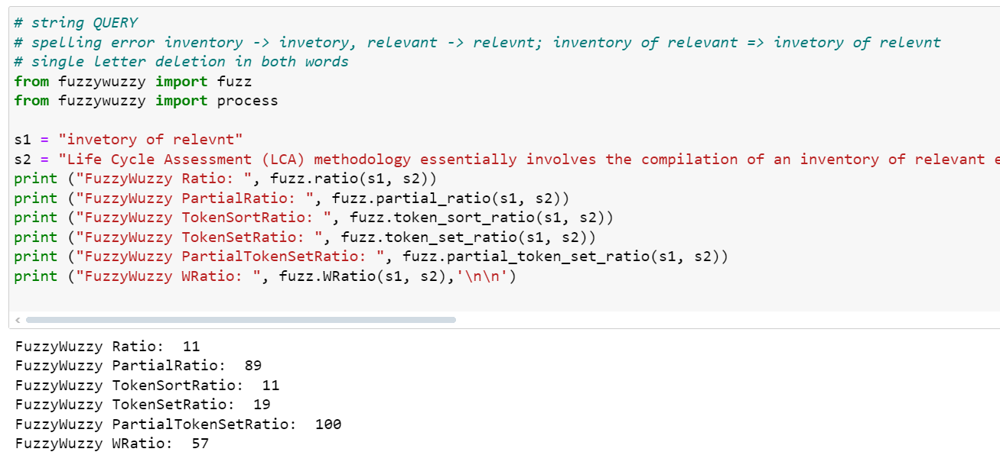 # string QUERY
# spelling error inventory -> invetory, relevant -> relevnt; inventory of relevant => invetory of relevnt
# single letter deletion in both words
from fuzzywuzzy import fuzz
from fuzzywuzzy import process
s1 = "invetory of relevnt"
s2 = "Life Cycle Assessment (LCA) methodology essentially involves the compilation of an inventory of relevant e
print ("FuzzyWuzzy Ratio: ", fuzz.ratio(s1, s2))
print ("FuzzyWuzzy PartialRatio: ", fuzz.partial_ratio(s1, s2))
print ("FuzzyWuzzy TokenSortRatio: ", fuzz.token_sort_ratio(s1, s2))
print ("FuzzyWuzzy TokenSetRatio: ", fuzz.token_set_ratio(s1, s2))
print ("FuzzyWuzzy PartialTokenSetRatio: ", fuzz.partial_token_set_ratio(s1, s2))
print ("FuzzyWuzzy WRatio: ", fuzz.WRatio(s1, s2),'\n\n')
FuzzyWuzzy Ratio:  11
FuzzyWuzzy PartialRatio:  89
FuzzyWuzzy TokenSortRatio:  11
FuzzyWuzzy TokenSetRatio:  19
FuzzyWuzzy PartialTokenSetRatio:  100
FuzzyWuzzy WRatio:  57